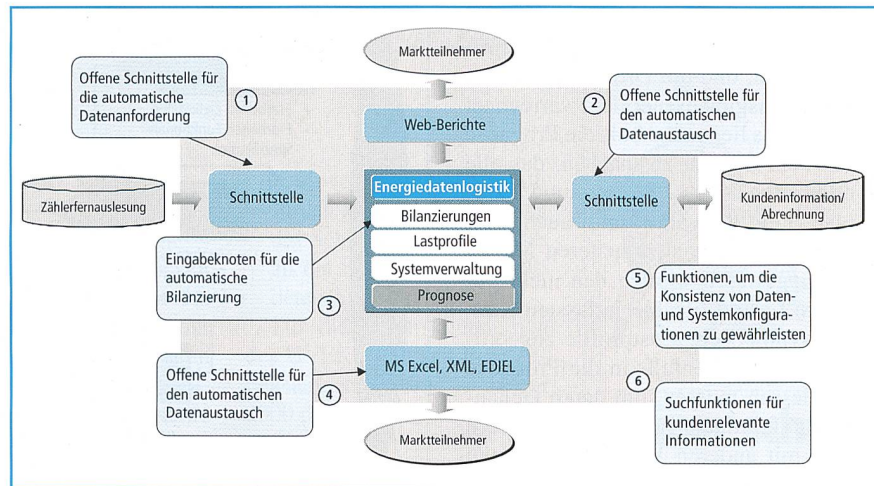 Marktteilnehmer
Offene Schnittstelle für
die automatische
Datenanforderung
1
2
Offene Schnittstelle für
den automatischen
Datenaustausch
Web-Berichte
Zählerfernauslesung
Schnittstelle
Energiedatenlogistik
Bilanzierungen
Lastprofile
Systemverwaltung
Prognose
Schnittstelle
Kundeninformation/
Abrechnung
Eingabeknoten für die
automatische
Bilanzierung
3
5
Funktionen, um die
Konsistenz von Daten-
und Systemkonfigura-
tionen zu gewährleisten
Offene Schnittstelle für
den automatischen
Datenaustausch
4
MS Excel, XML, EDIEL
6
Suchfunktionen für
kundenrelevante
Informationen
Marktteilnehmer